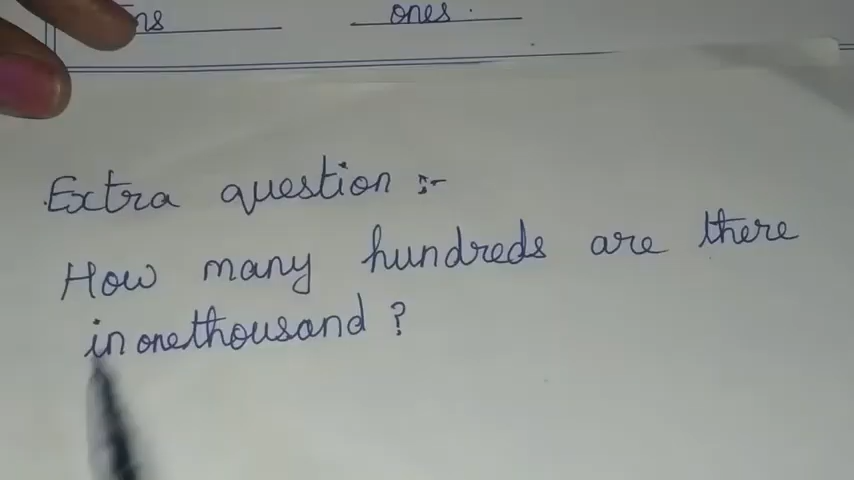 ones.
Extra question :-
How many hundreds are there
in one thousand ?